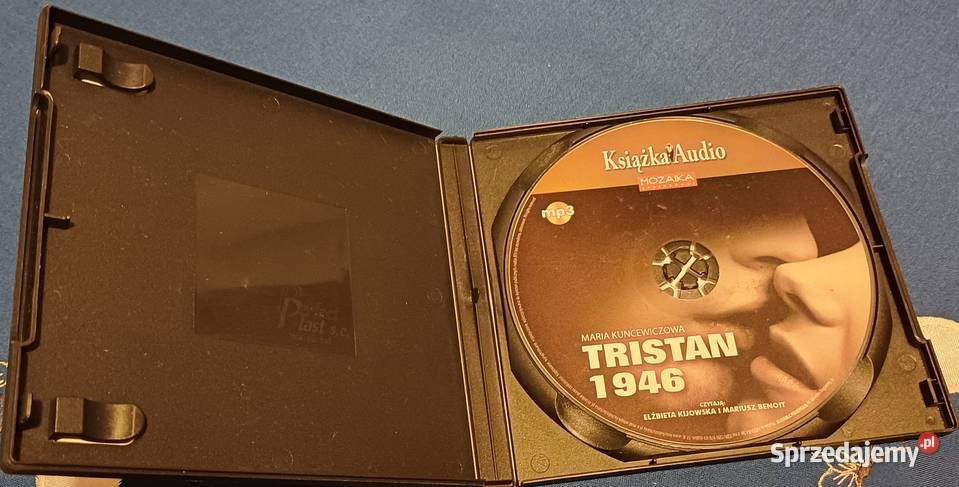 Książka Audio
MOZAIKA
mp3
MARIA KUNCEWICZOWA
TRISTAN
1946
CZYTAJĄ:
ELŻBIETA KIJOWSKA I MARIUSZ BENOIT
Plast s.c.
Sprzedajemy.pl